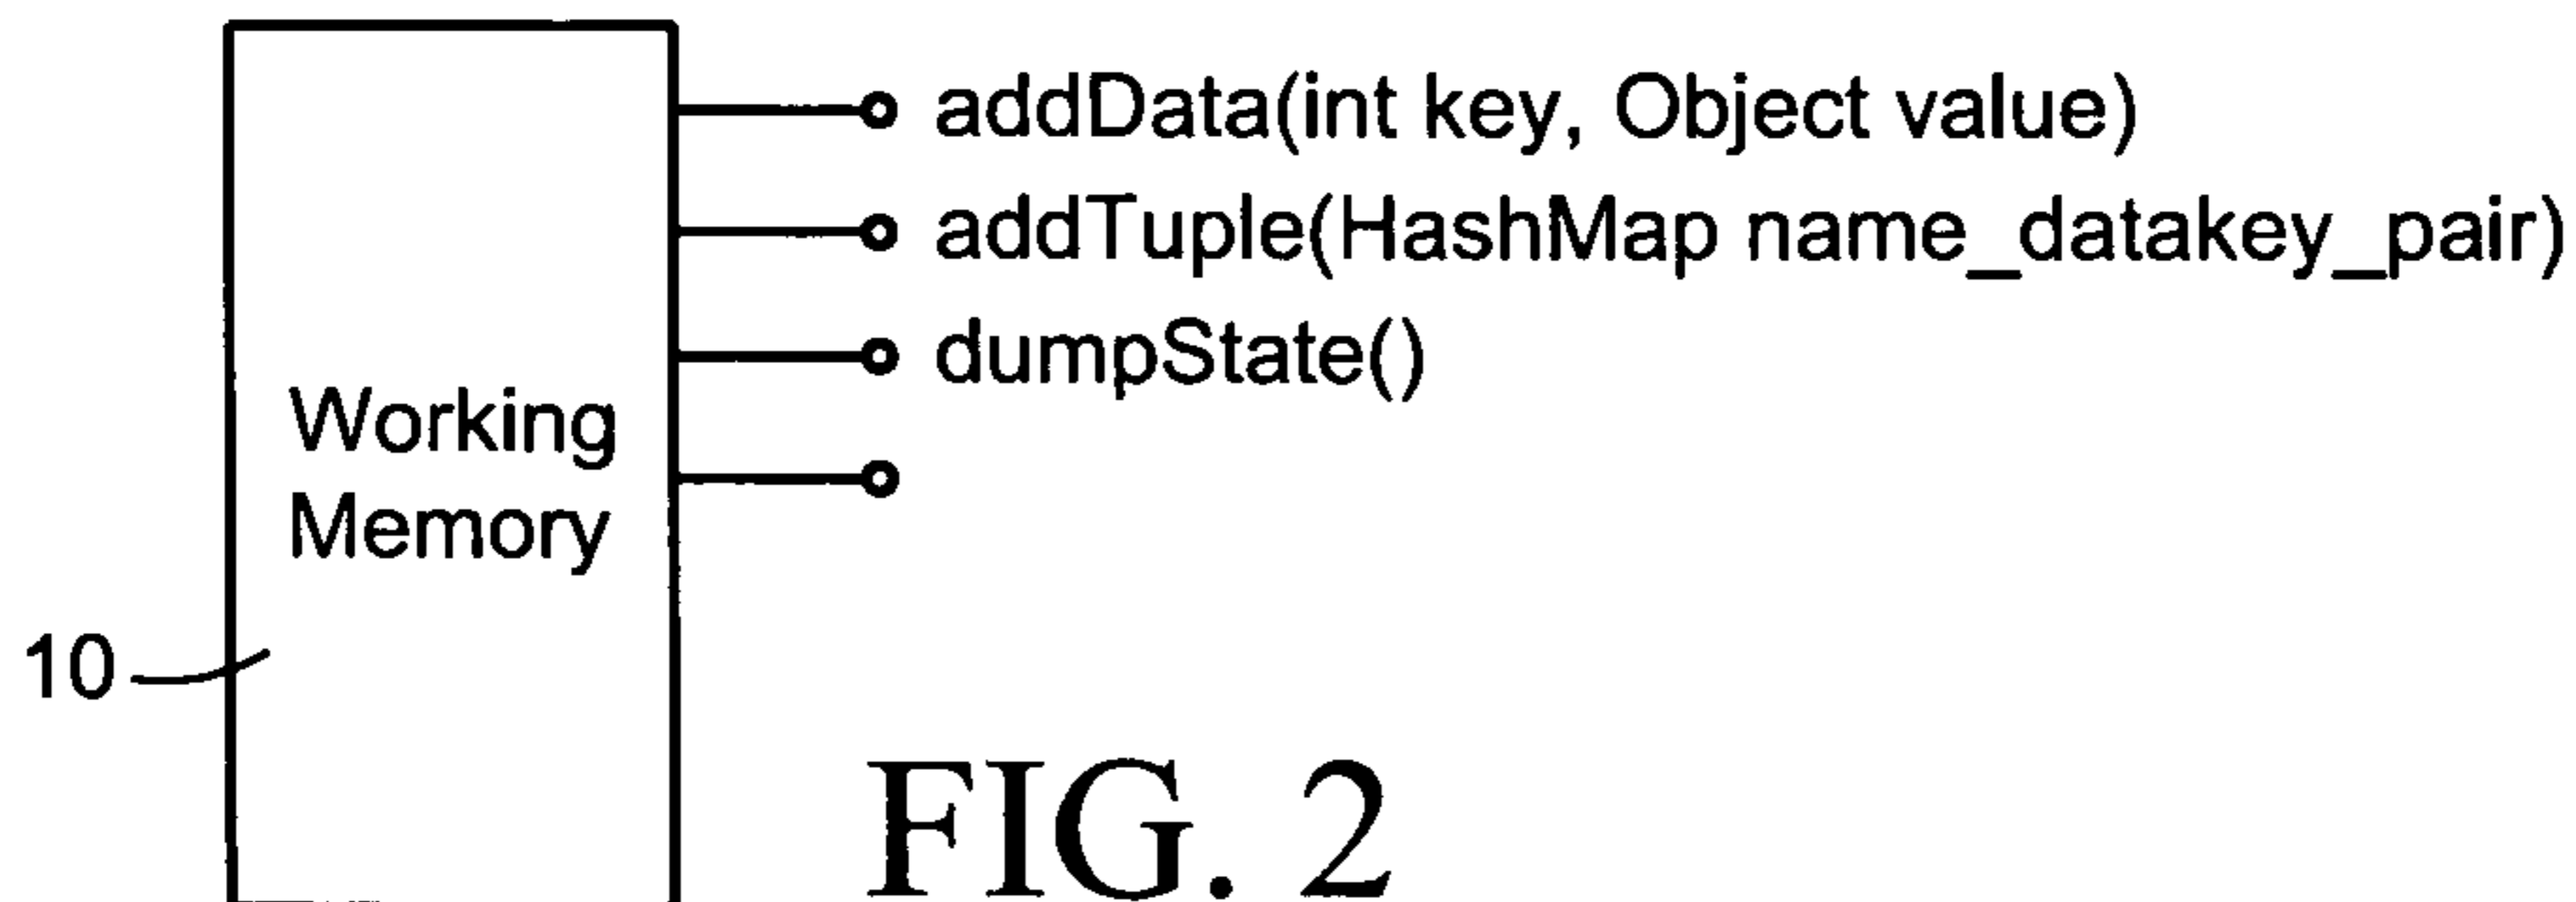 addData(int key, Object value)
addTuple(HashMap name_datakey_pair)
dumpState()
Working
Memory
10
FIG. 2